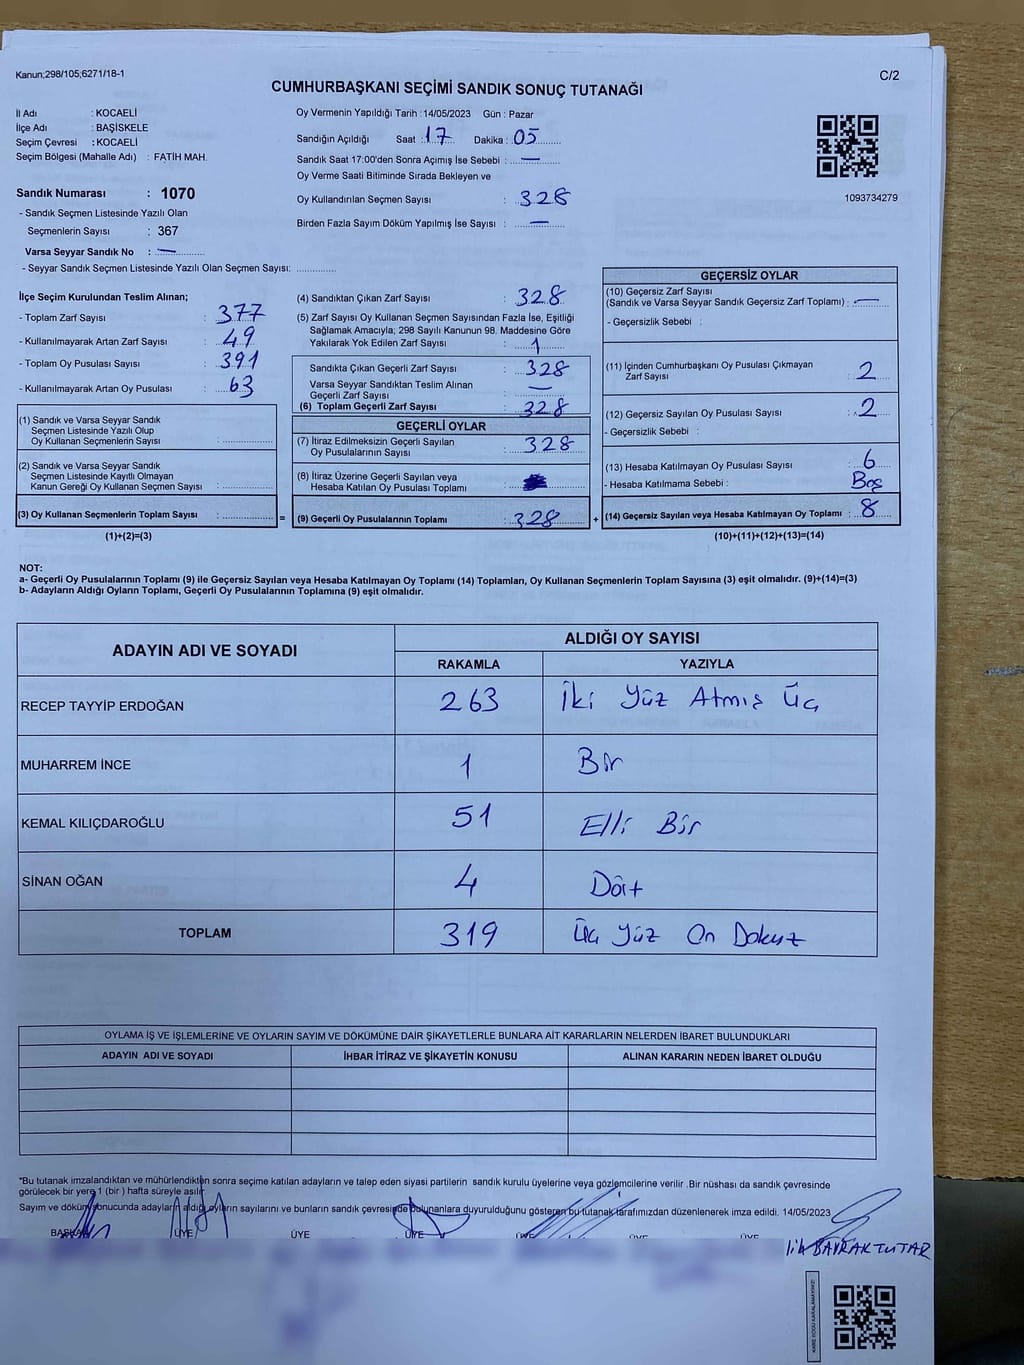 Kanun;298/105;6271/18-1
C/2
CUMHURBAŞKANI SEÇİMİ SANDIK SONUÇ TUTANAĞI
İl Adı : KOCAELİ
İlçe Adı : BAŞİSKELE
Seçim Çevresi : KOCAELİ
Seçim Bölgesi (Mahalle Adı) : FATİH MAH.
Sandık Numarası : 1070
- Sandık Seçmen Listesinde Yazılı Olan
Seçmenlerin Sayısı : 367
Varsa Seyyar Sandık No : —
- Seyyar Sandık Seçmen Listesinde Yazılı Olan Seçmen Sayısı: ............
Oy Vermenin Yapıldığı Tarih : 14/05/2023 Gün : Pazar
Sandığın Açıldığı Saat : 17 Dakika : 05
Sandık Saat 17:00'den Sonra Açımış İse Sebebi : —
Oy Verme Saati Bitiminde Sırada Bekleyen ve
Oy Kullandırılan Seçmen Sayısı : 328
Birden Fazla Sayım Döküm Yapılmış İse Sayısı : —
1093734279
İlçe Seçim Kurulundan Teslim Alınan;
- Toplam Zarf Sayısı : 377
- Kullanılmayarak Artan Zarf Sayısı : 49
- Toplam Oy Pusulası Sayısı : 391
- Kullanılmayarak Artan Oy Pusulası : 63
(1) Sandık ve Varsa Seyyar Sandık
Seçmen Listesinde Yazılı Olup
Oy Kullanan Seçmenlerin Sayısı : ............
(2) Sandık ve Varsa Seyyar Sandık
Seçmen Listesinde Kayıtlı Olmayan
Kanun Gereği Oy Kullanan Seçmen Sayısı : ............
(3) Oy Kullanan Seçmenlerin Toplam Sayısı : ............
(1)+(2)=(3)
=
(4) Sandıktan Çıkan Zarf Sayısı : 328
(5) Zarf Sayısı Oy Kullanan Seçmen Sayısından Fazla İse, Eşitliği
Sağlamak Amacıyla; 298 Sayılı Kanunun 98. Maddesine Göre
Yakılarak Yok Edilen Zarf Sayısı : 1
Sandıkta Çıkan Geçerli Zarf Sayısı : 328
Varsa Seyyar Sandıktan Teslim Alınan
Geçerli Zarf Sayısı : —
(6) Toplam Geçerli Zarf Sayısı : 328
GEÇERLİ OYLAR
(7) İtiraz Edilmeksizin Geçerli Sayılan
Oy Pusulalarının Sayısı : 328
(8) İtiraz Üzerine Geçerli Sayılan veya
Hesaba Katılan Oy Pusulası Toplamı :
(9) Geçerli Oy Pusulalarının Toplamı : 328
+
GEÇERSİZ OYLAR
(10) Geçersiz Zarf Sayısı
(Sandık ve Varsa Seyyar Sandık Geçersiz Zarf Toplamı) : —
- Geçersizlik Sebebi :
(11) İçinden Cumhurbaşkanı Oy Pusulası Çıkmayan
Zarf Sayısı : 2
(12) Geçersiz Sayılan Oy Pusulası Sayısı : 2
- Geçersizlik Sebebi :
(13) Hesaba Katılmayan Oy Pusulası Sayısı : 6
- Hesaba Katılmama Sebebi : Boş
(14) Geçersiz Sayılan veya Hesaba Katılmayan Oy Toplamı : 8
(10)+(11)+(12)+(13)=(14)
NOT:
a- Geçerli Oy Pusulalarının Toplamı (9) ile Geçersiz Sayılan veya Hesaba Katılmayan Oy Toplamı (14) Toplamları, Oy Kullanan Seçmenlerin Toplam Sayısına (3) eşit olmalıdır. (9)+(14)=(3)
b- Adayların Aldığı Oyların Toplamı, Geçerli Oy Pusulalarının Toplamına (9) eşit olmalıdır.
ADAYIN ADI VE SOYADI ALDIĞI OY SAYISI
RAKAMLA YAZIYLA
RECEP TAYYİP ERDOĞAN 263 İki Yüz Atmış Üç
MUHARREM İNCE 1 Bir
KEMAL KILIÇDAROĞLU 51 Elli Bir
SİNAN OĞAN 4 Dört
TOPLAM 319 Üç Yüz On Dokuz
OYLAMA İŞ VE İŞLEMLERİNE VE OYLARIN SAYIM VE DÖKÜMÜNE DAİR ŞİKAYETLERLE BUNLARA AİT KARARLARIN NELERDEN İBARET BULUNDUKLARI
ADAYIN ADI VE SOYADI İHBAR İTİRAZ VE ŞİKAYETİN KONUSU ALINAN KARARIN NEDEN İBARET OLDUĞU
*Bu tutanak imzalandıktan ve mühürlendikten sonra seçime katılan adayların ve talep eden siyasi partilerin sandık kurulu üyelerine veya gözlemcilerine verilir .Bir nüshası da sandık çevresinde
görülecek bir yere 1 (bir ) hafta süreyle asılır.
Sayım ve döküm sonucunda adayların aldığı oyların sayılarını ve bunların sandık çevresinde bulunanlara duyurulduğunu gösteren bu tutanak tarafımızdan düzenlenerek imza edildi. 14/05/2023
BAŞKAN ÜYE ÜYE ÜYE ÜYE ÜYE ÜYE
BAYRAKTUTAR